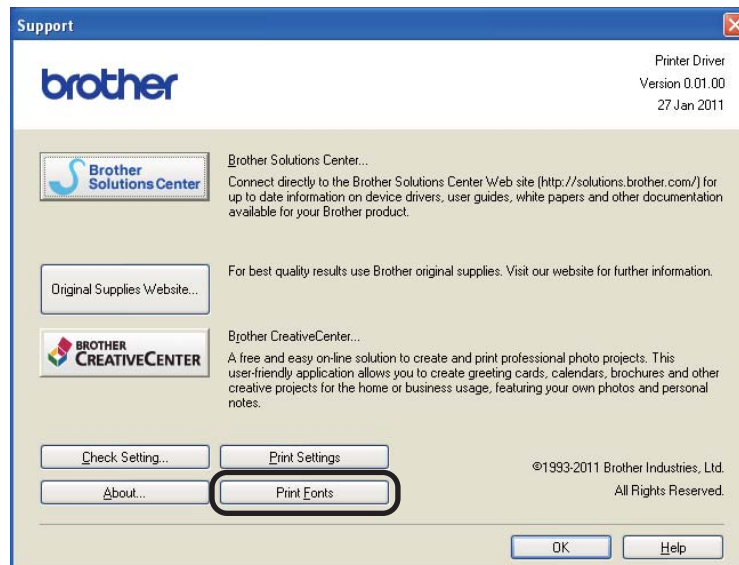 Support
brother
Printer Driver
Version 0.01.00
27 Jan 2011
Brother
Solutions Center
Brother Solutions Center...
Connect directly to the Brother Solutions Center Web site (http://solutions.brother.com/) for
up to date information on device drivers, user guides, white papers and other documentation
available for your Brother product.
Original Supplies Website...
For best quality results use Brother original supplies. Visit our website for further information.
BROTHER
CREATIVECENTER
Brother CreativeCenter...
A free and easy on-line solution to create and print professional photo projects. This
user-friendly application allows you to create greeting cards, calendars, brochures and other
creative projects for the home or business usage, featuring your own photos and personal
notes.
Check Setting...
Print Settings
About...
Print Fonts
©1993-2011 Brother Industries, Ltd.
All Rights Reserved.
OK
Help